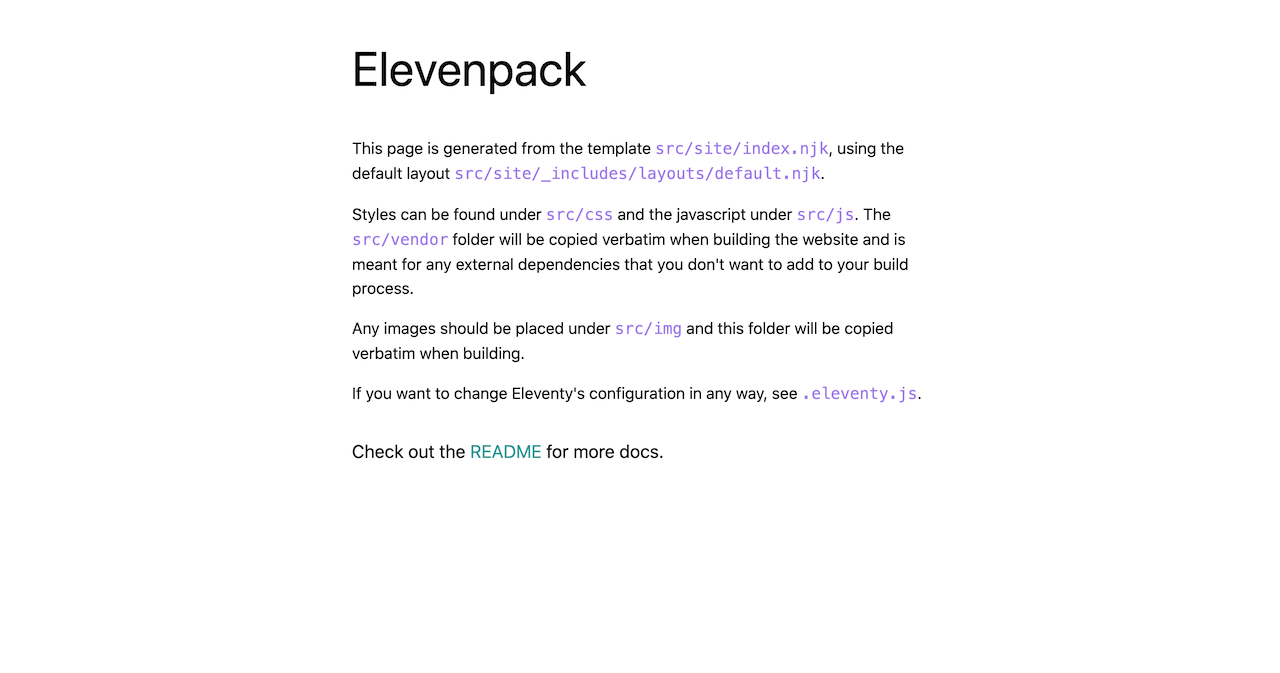 Elevenpack
This page is generated from the template src/site/index.njk, using the
default layout src/site/_includes/layouts/default.njk.
Styles can be found under src/css and the javascript under src/js. The
src/vendor folder will be copied verbatim when building the website and is
meant for any external dependencies that you don't want to add to your build
process.
Any images should be placed under src/img and this folder will be copied
verbatim when building.
If you want to change Eleventy's configuration in any way, see .eleventy.js.
Check out the README for more docs.